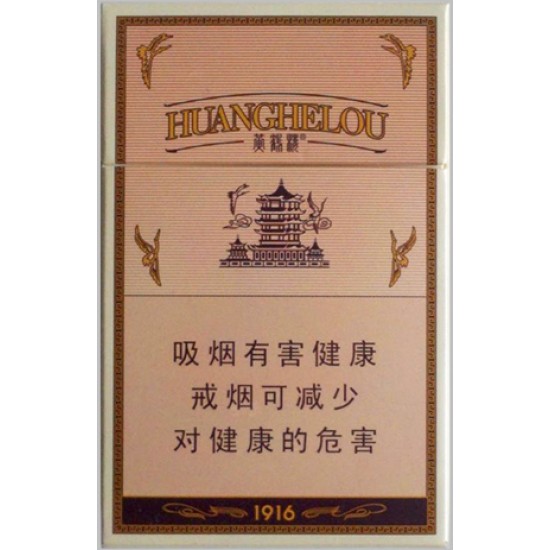 HUANGHELOU
黄鹤楼®
吸烟有害健康
戒烟可减少
对健康的危害
1916